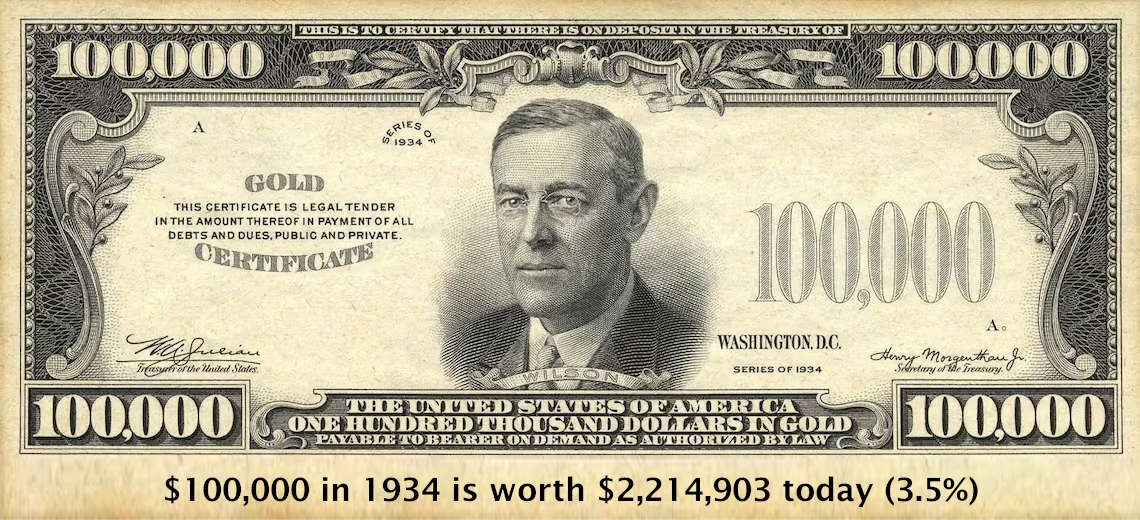 THIS IS TO CERTIFY THAT THERE IS ON DEPOSIT IN THE TREASURY OF
100,000
100,000
A
SERIES OF
1934
GOLD
THIS CERTIFICATE IS LEGAL TENDER
IN THE AMOUNT THEREOF IN PAYMENT OF ALL
DEBTS AND DUES, PUBLIC AND PRIVATE.
CERTIFICATE
100,000
A
WASHINGTON, D.C.
W A Julian
Treasurer of the United States.
SERIES OF 1934
Henry Morgenthau Jr.
Secretary of the Treasury.
WILSON
100,000
THE UNITED STATES OF AMERICA
ONE HUNDRED THOUSAND DOLLARS IN GOLD
PAYABLE TO BEARER ON DEMAND AS AUTHORIZED BY LAW
100,000
$100,000 in 1934 is worth $2,214,903 today (3.5%)